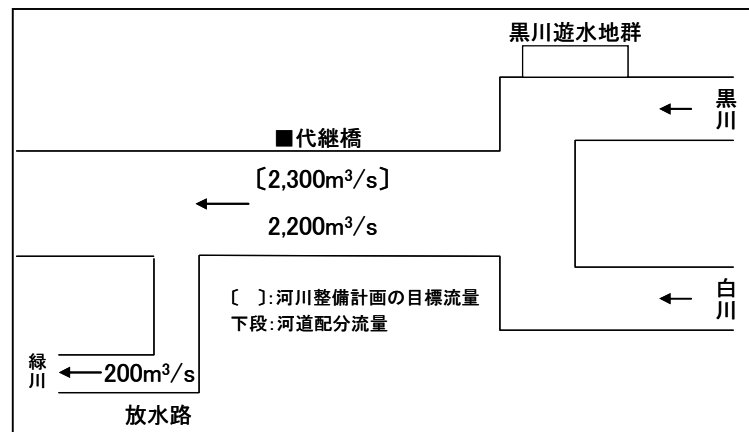 黒川遊水地群
黒川
■代継橋
〔2,300m³/s〕
2,200m³/s
白川
〔　〕:河川整備計画の目標流量
下段:河道配分流量
緑川
200m³/s
放水路